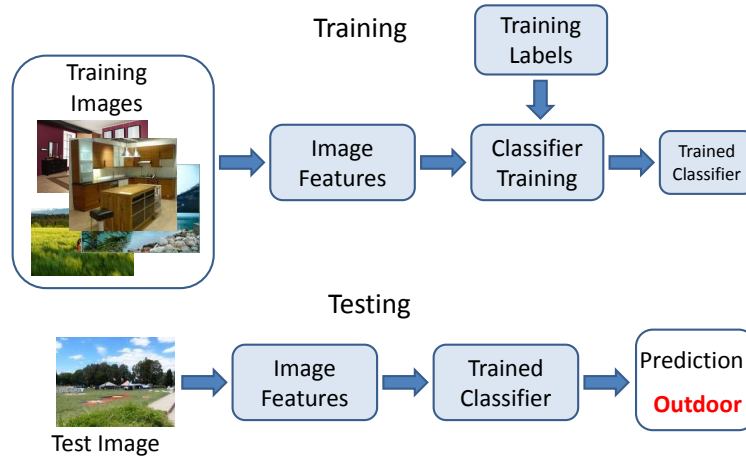 Training
Training
Labels
Training
Images
Image
Features
Classifier
Training
Trained
Classifier
Testing
Image
Features
Trained
Classifier
Prediction
Outdoor
Test Image